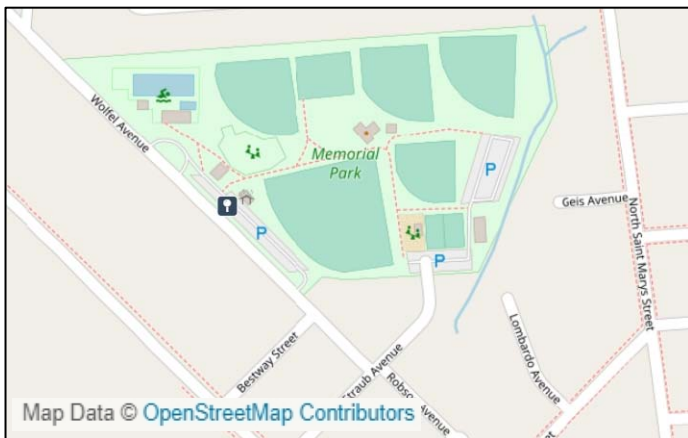 Wolfel Avenue
Memorial
Park
P
P
P
Geis Avenue
North Saint Marys Street
Lombardo Avenue
Bestway Street
Straub Avenue
Map Data © OpenStreetMap Contributors